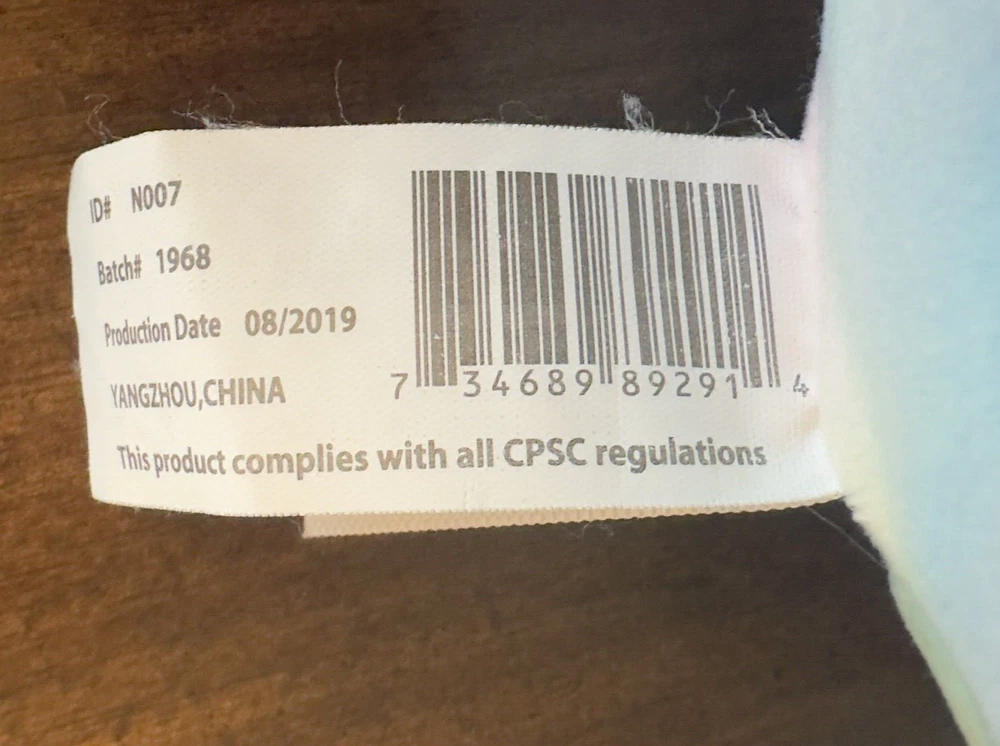 ID# N007
Batch# 1968
Production Date 08/2019
YANGZHOU,CHINA
7 34689 89291 4
This product complies with all CPSC regulations